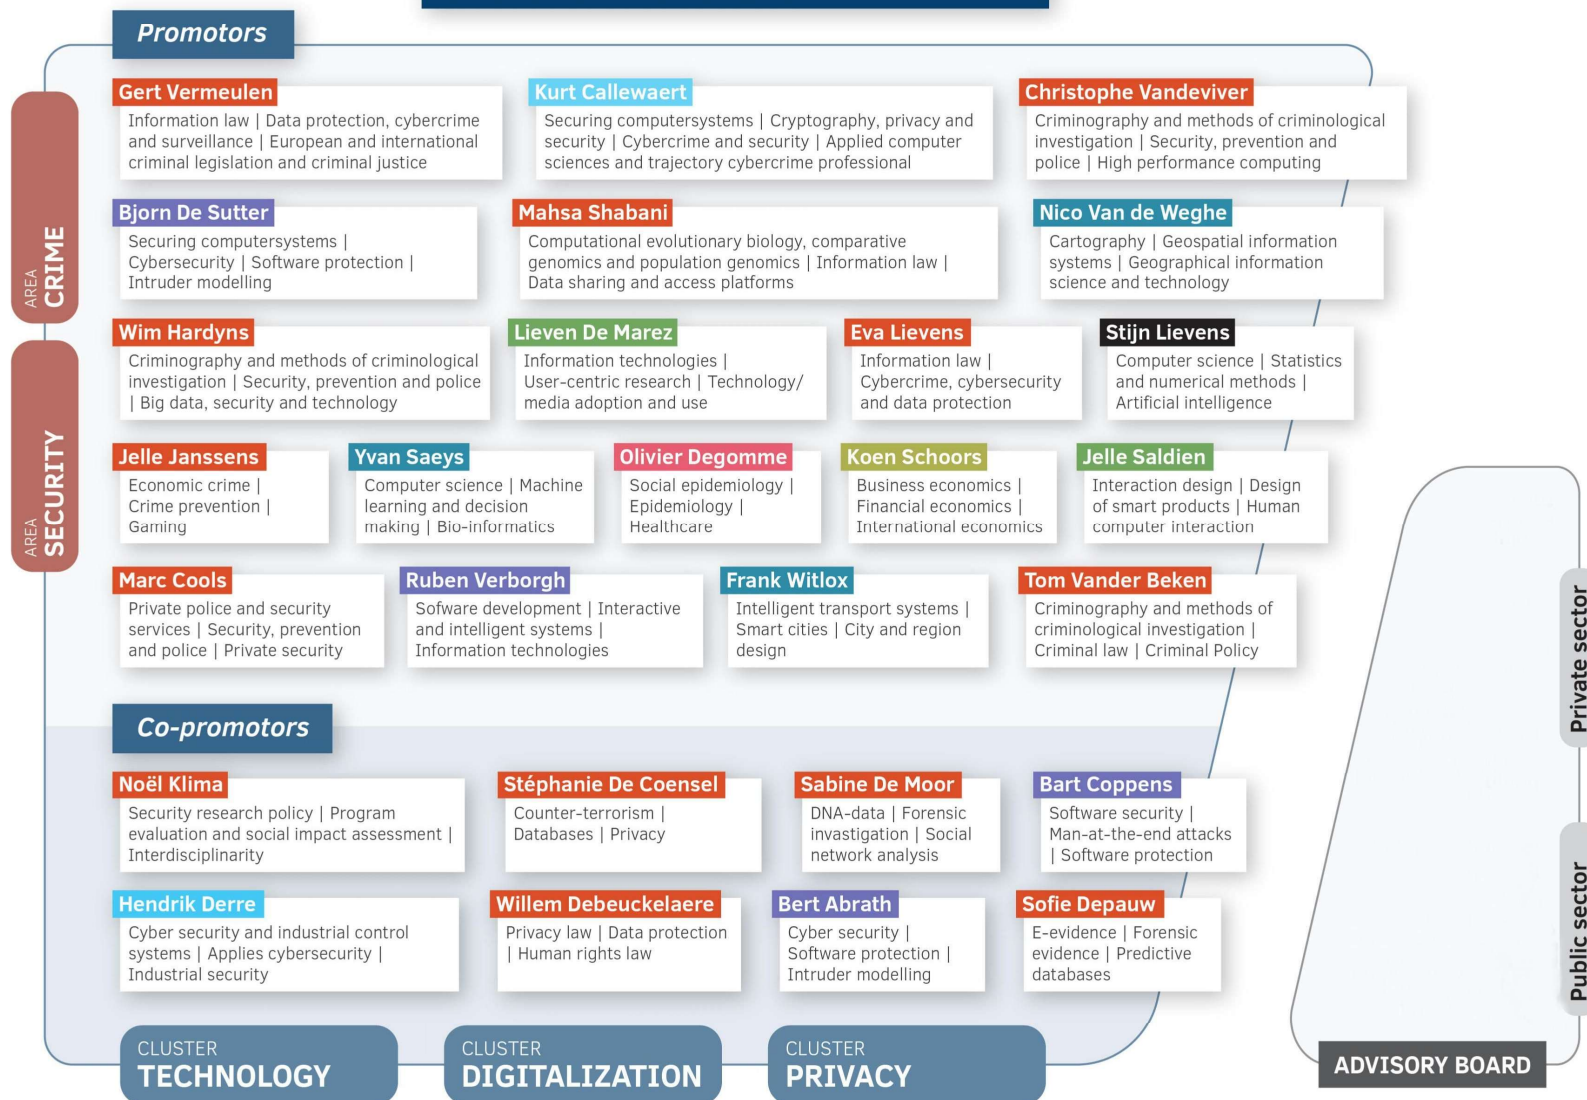 Promotors
AREA
CRIME
AREA
SECURITY
Gert Vermeulen
Information law | Data protection, cybercrime
and surveillance | European and international
criminal legislation and criminal justice
Kurt Callewaert
Securing computersystems | Cryptography, privacy and
security | Cybercrime and security | Applied computer
sciences and trajectory cybercrime professional
Christophe Vandeviver
Criminography and methods of criminological
investigation | Security, prevention and
police | High performance computing
Bjorn De Sutter
Securing computersystems |
Cybersecurity | Software protection |
Intruder modelling
Mahsa Shabani
Computational evolutionary biology, comparative
genomics and population genomics | Information law |
Data sharing and access platforms
Nico Van de Weghe
Cartography | Geospatial information
systems | Geographical information
science and technology
Wim Hardyns
Criminography and methods of criminological
investigation | Security, prevention and police
| Big data, security and technology
Lieven De Marez
Information technologies |
User-centric research | Technology/
media adoption and use
Eva Lievens
Information law |
Cybercrime, cybersecurity
and data protection
Stijn Lievens
Computer science | Statistics
and numerical methods |
Artificial intelligence
Jelle Janssens
Economic crime |
Crime prevention |
Gaming
Yvan Saeys
Computer science | Machine
learning and decision
making | Bio-informatics
Olivier Degomme
Social epidemiology |
Epidemiology |
Healthcare
Koen Schoors
Business economics |
Financial economics |
International economics
Jelle Saldien
Interaction design | Design
of smart products | Human
computer interaction
Marc Cools
Private police and security
services | Security, prevention
and police | Private security
Ruben Verborgh
Sofware development | Interactive
and intelligent systems |
Information technologies
Frank Witlox
Intelligent transport systems |
Smart cities | City and region
design
Tom Vander Beken
Criminography and methods of
criminological investigation |
Criminal law | Criminal Policy
Co-promotors
Noël Klima
Security research policy | Program
evaluation and social impact assessment |
Interdisciplinarity
Stéphanie De Coensel
Counter-terrorism |
Databases | Privacy
Sabine De Moor
DNA-data | Forensic
invastigation | Social
network analysis
Bart Coppens
Software security |
Man-at-the-end attacks
| Software protection
Hendrik Derre
Cyber security and industrial control
systems | Applies cybersecurity |
Industrial security
Willem Debeuckelaere
Privacy law | Data protection
| Human rights law
Bert Abrath
Cyber security |
Software protection |
Intruder modelling
Sofie Depauw
E-evidence | Forensic
evidence | Predictive
databases
CLUSTER
TECHNOLOGY
CLUSTER
DIGITALIZATION
CLUSTER
PRIVACY
Private sector
Public sector
ADVISORY BOARD